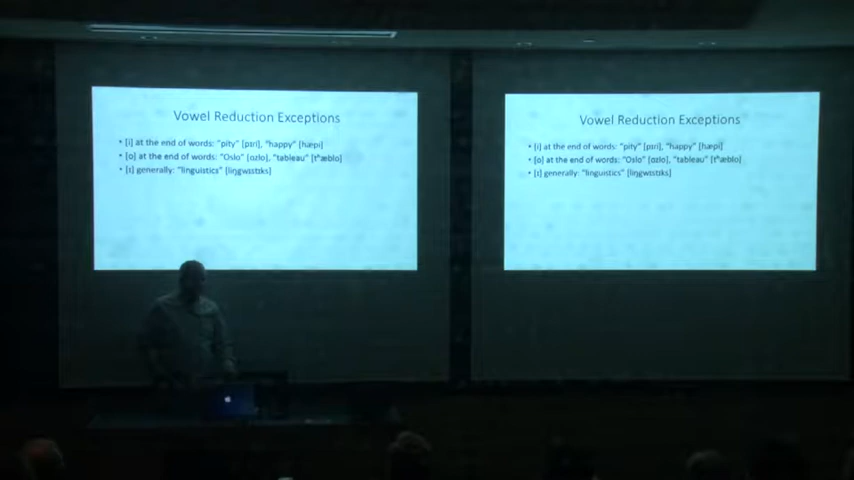 Vowel Reduction Exceptions
• [i] at the end of words: "pity" [pɪɾi], "happy" [hæpi]
• [o] at the end of words: "Oslo" [ɑzlo], "tableau" [tʰæblo]
• [ɪ] generally: "linguistics" [lɪŋgwɪstɪks]
Vowel Reduction Exceptions
• [i] at the end of words: "pity" [pɪɾi], "happy" [hæpi]
• [o] at the end of words: "Oslo" [ɑzlo], "tableau" [tʰæblo]
• [ɪ] generally: "linguistics" [lɪŋgwɪstɪks]